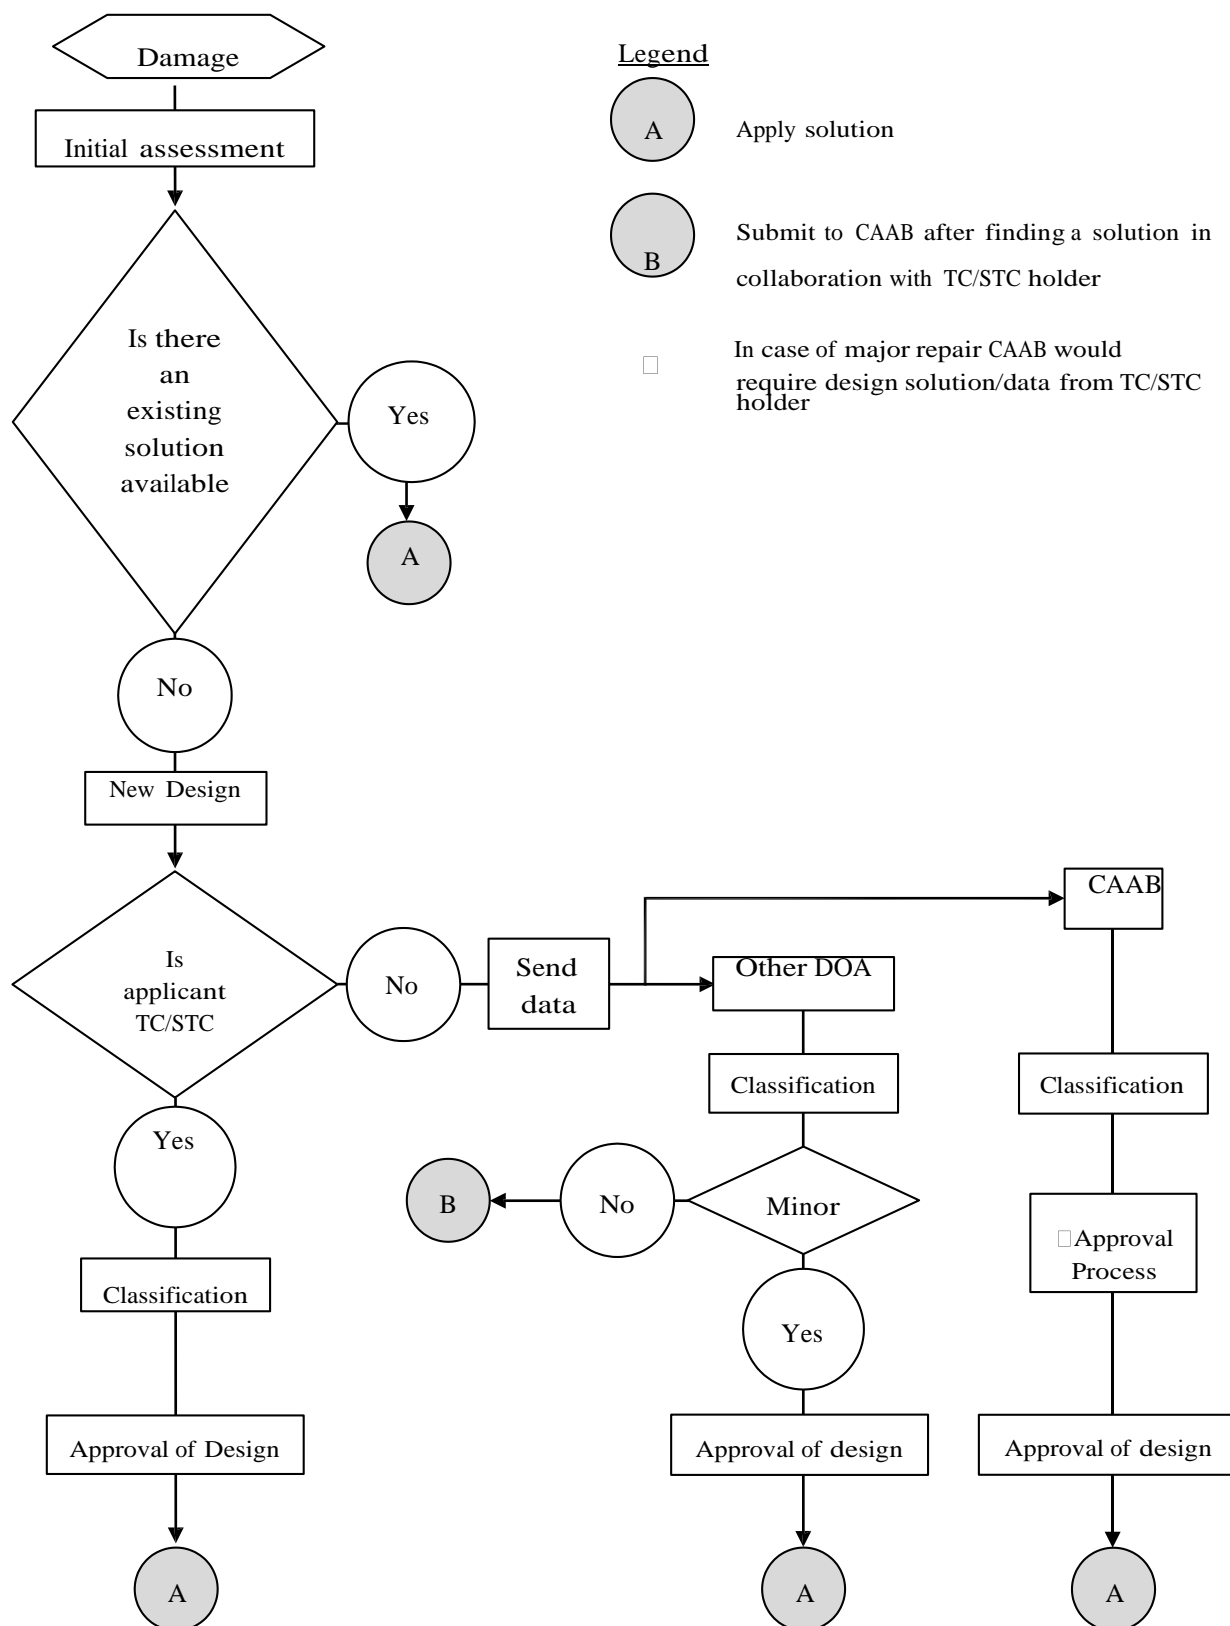 Damage
Initial assessment
Is there
an
existing
solution
available
Yes
A
No
New Design
Is
applicant
TC/STC
Yes
Classification
Approval of Design
A
Legend
A
Apply solution
B
Submit to CAAB after finding a solution in
collaboration with TC/STC holder
In case of major repair CAAB would
require design solution/data from TC/STC
holder
No
Send
data
Other DOA
Classification
Minor
No
B
Yes
Approval of design
A
CAAB
Classification
Approval
Process
Approval of design
A